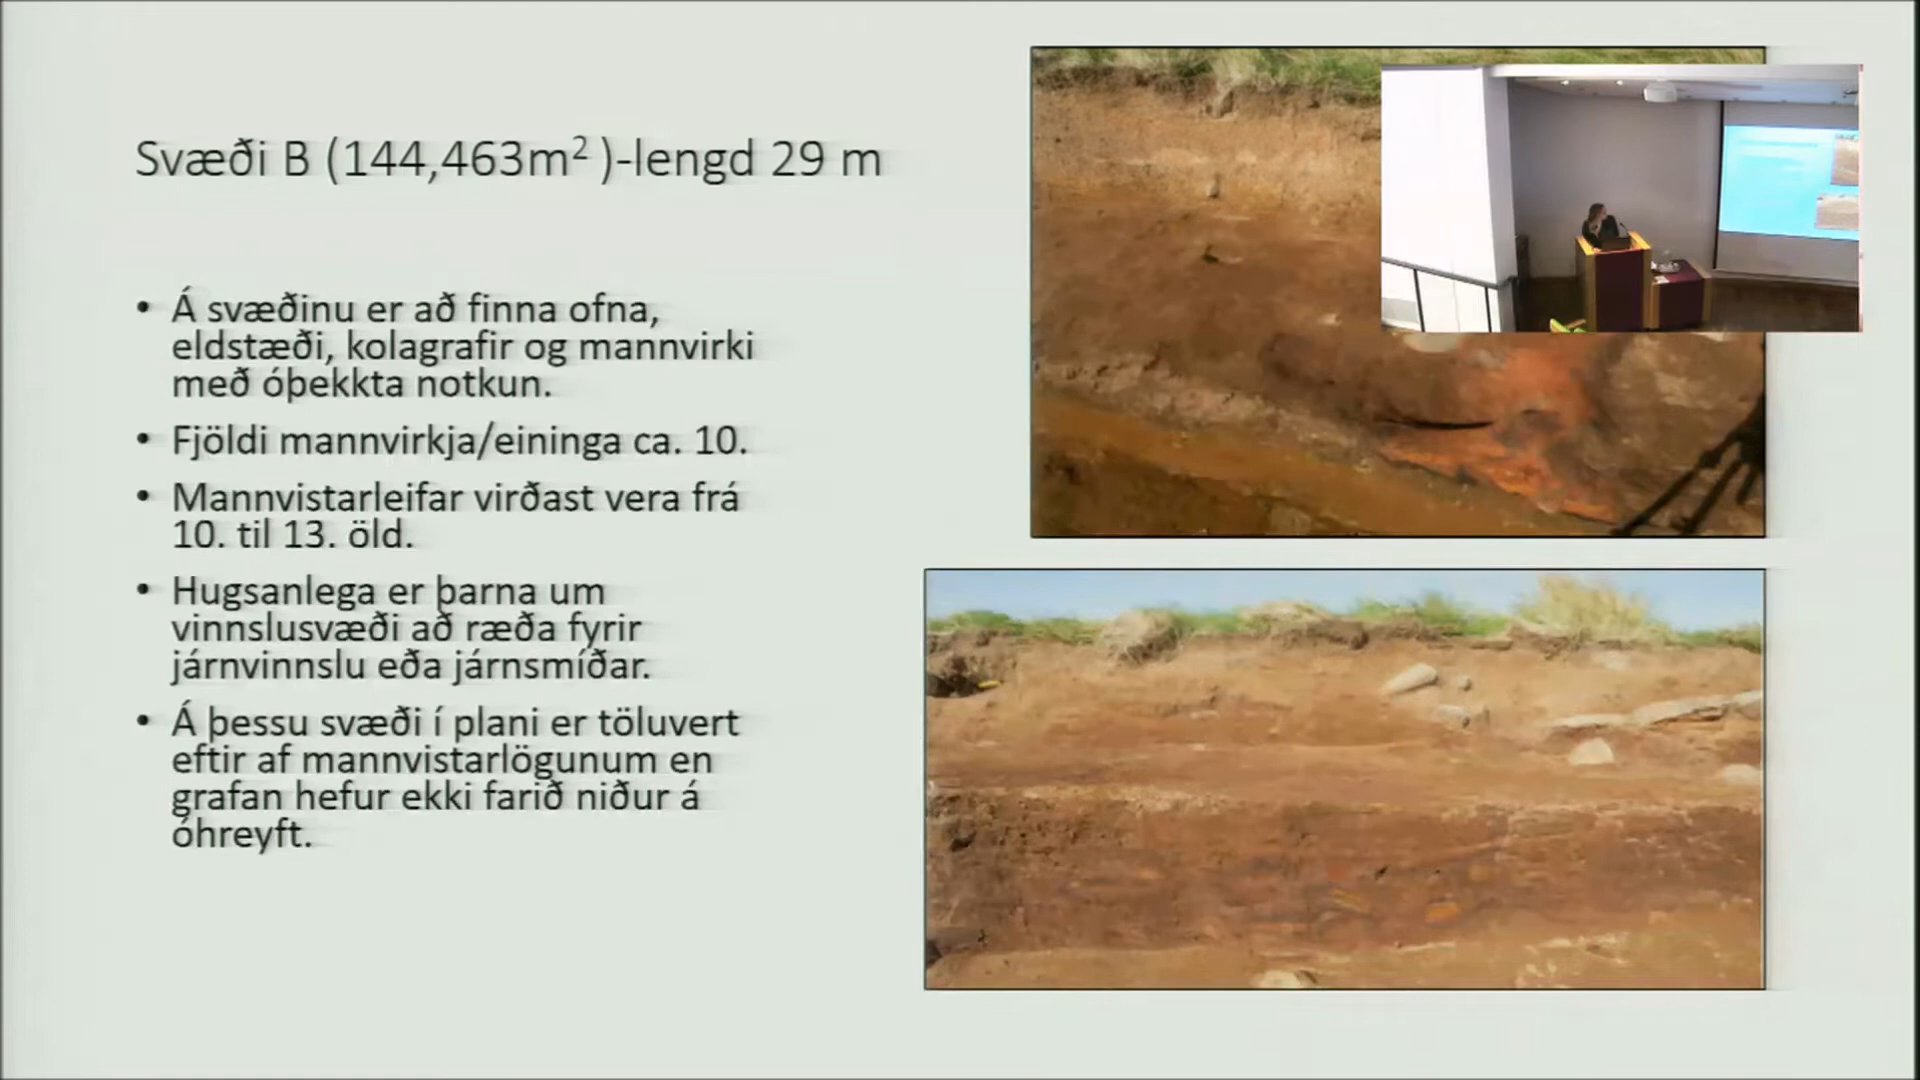 Svæði B (144,463m² )-lengd 29 m
• Á svæðinu er að finna ofna,
eldstæði, kolagrafir og mannvirki
með óþekkta notkun.
• Fjöldi mannvirkja/eininga ca. 10.
• Mannvistarleifar virðast vera frá
10. til 13. öld.
• Hugsanlega er þarna um
vinnslusvæði að ræða fyrir
járnvinnslu eða járnsmíðar.
• Á þessu svæði í plani er töluvert
eftir af mannvistarlögunum en
grafan hefur ekki farið niður á
óhreyft.